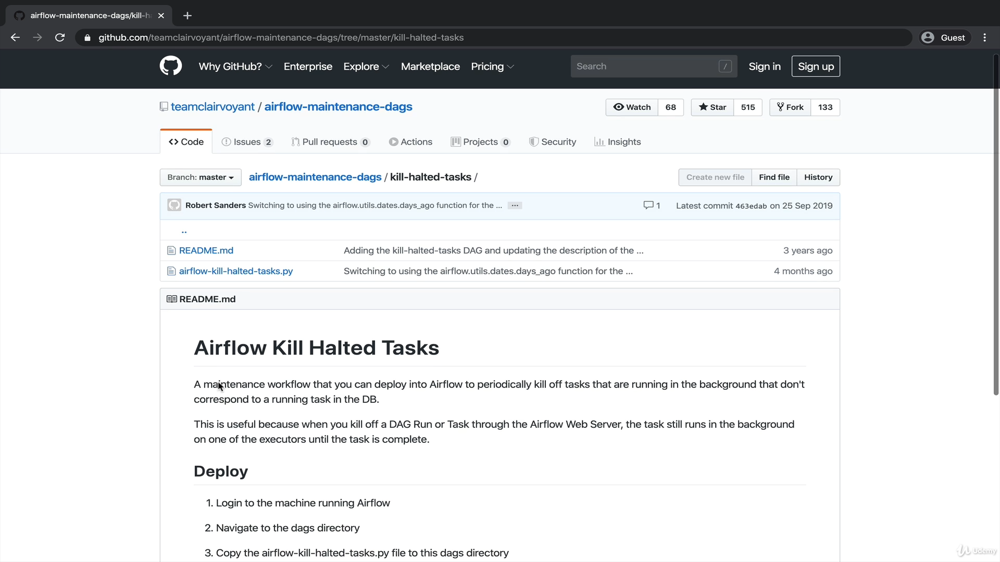 airflow-maintenance-dags/kill-ha
github.com/teamclairvoyant/airflow-maintenance-dags/tree/master/kill-halted-tasks
Guest
Why GitHub? Enterprise Explore Marketplace Pricing
Search /
Sign in Sign up
teamclairvoyant / airflow-maintenance-dags
Watch 68 Star 515 Fork 133
Code Issues 2 Pull requests 0 Actions Projects 0 Security Insights
Branch: master airflow-maintenance-dags / kill-halted-tasks /
Create new file Find file History
Robert Sanders Switching to using the airflow.utils.dates.days_ago function for the ... ...
1 Latest commit 463edab on 25 Sep 2019
..
README.md Adding the kill-halted-tasks DAG and updating the description of the ... 3 years ago
airflow-kill-halted-tasks.py Switching to using the airflow.utils.dates.days_ago function for the ... 4 months ago
README.md
Airflow Kill Halted Tasks
A maintenance workflow that you can deploy into Airflow to periodically kill off tasks that are running in the background that don't
correspond to a running task in the DB.
This is useful because when you kill off a DAG Run or Task through the Airflow Web Server, the task still runs in the background
on one of the executors until the task is complete.
Deploy
1. Login to the machine running Airflow
2. Navigate to the dags directory
3. Copy the airflow-kill-halted-tasks.py file to this dags directory
Udemy